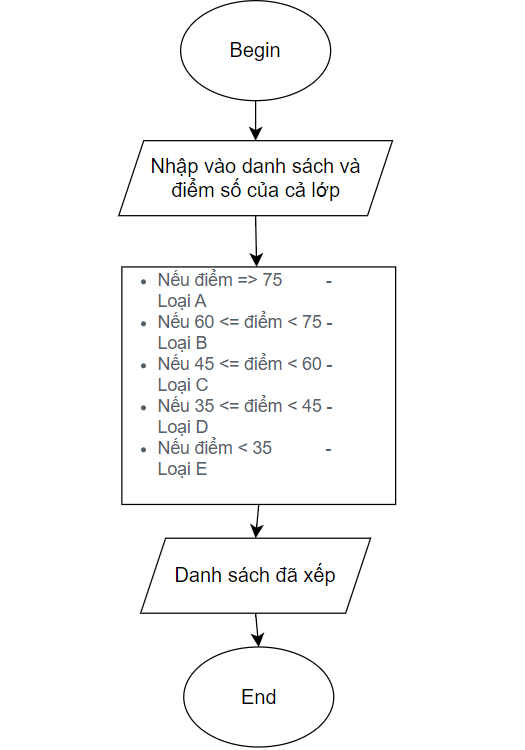 Begin
Nhập vào danh sách và
điểm số của cả lớp
• Nếu điểm => 75 -
Loại A
• Nếu 60 <= điểm < 75 -
Loại B
• Nếu 45 <= điểm < 60 -
Loại C
• Nếu 35 <= điểm < 45 -
Loại D
• Nếu điểm < 35 -
Loại E
Danh sách đã xếp
End